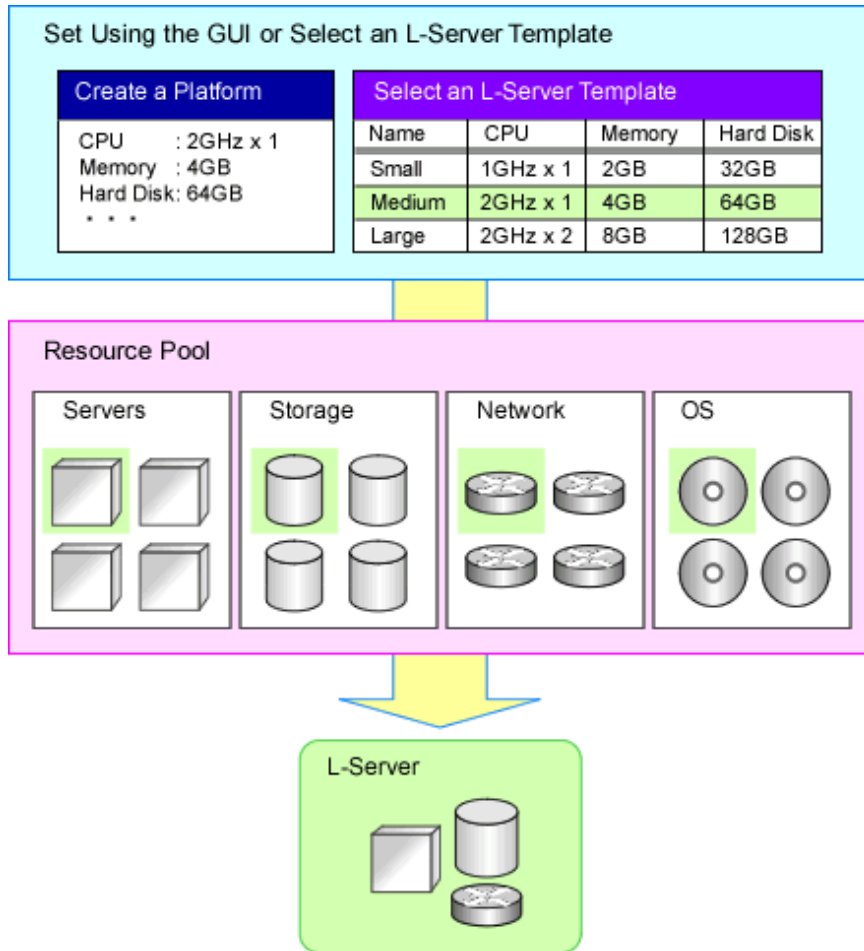 Set Using the GUI or Select an L-Server Template
Create a Platform
CPU : 2GHz x 1
Memory : 4GB
Hard Disk: 64GB
・ ・ ・
Select an L-Server Template
Name CPU Memory Hard Disk
Small 1GHz x 1 2GB 32GB
Medium 2GHz x 1 4GB 64GB
Large 2GHz x 2 8GB 128GB
Resource Pool
Servers Storage Network OS
L-Server